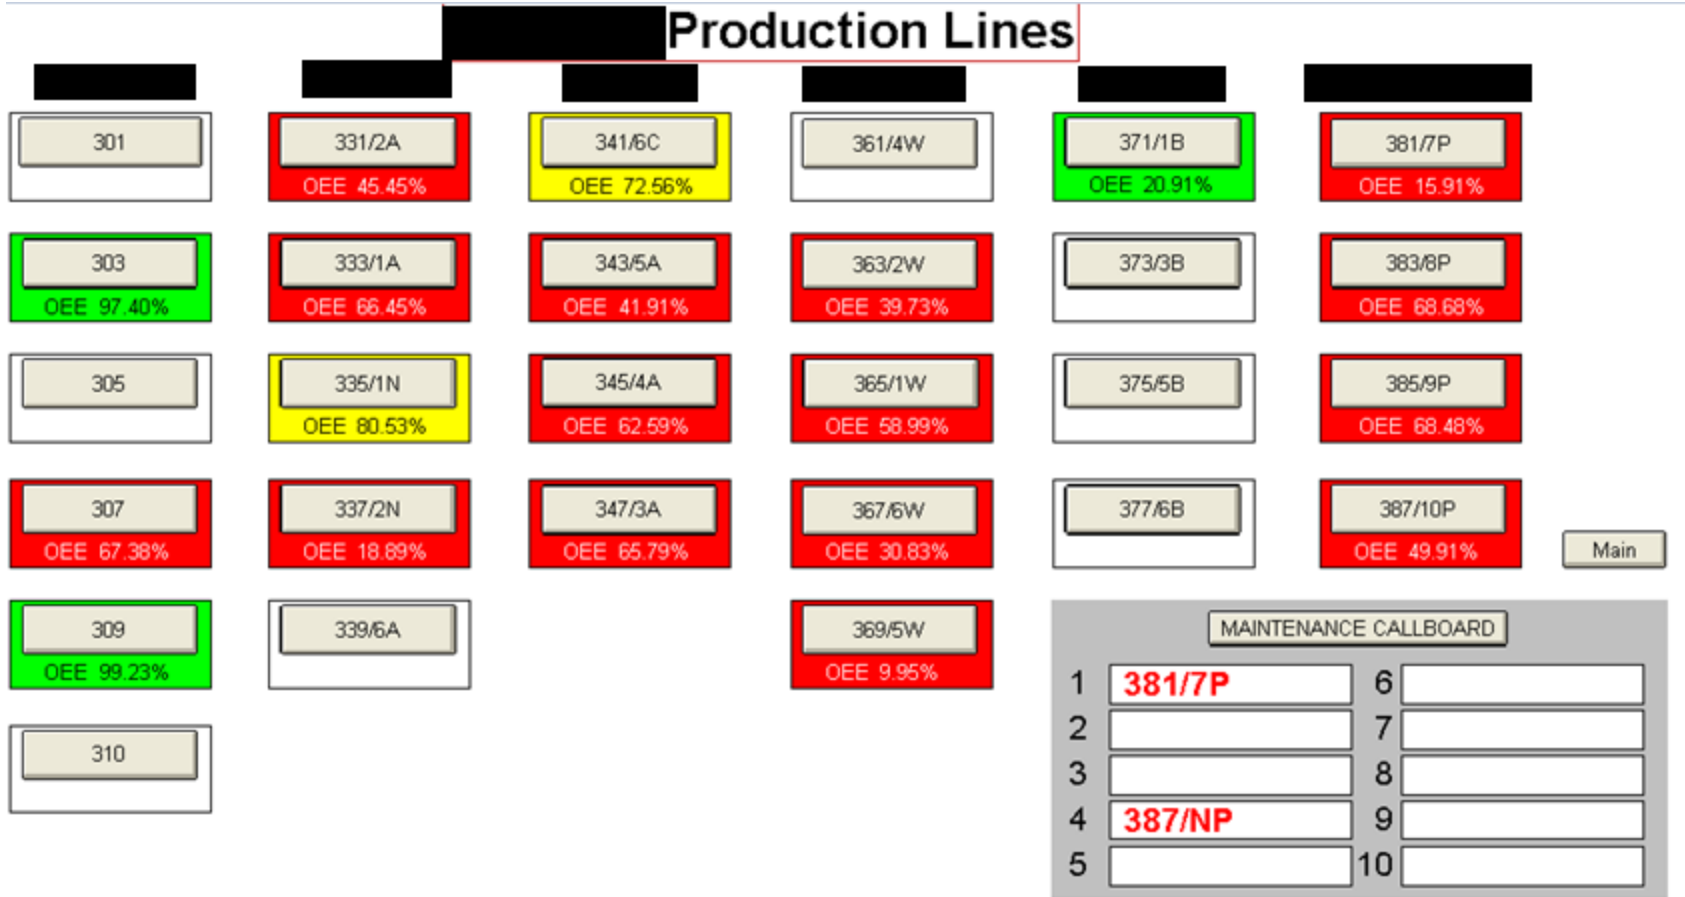 Production Lines
301 331/2A 341/6C 361/4W 371/1B 381/7P
OEE 45.45% OEE 72.56% OEE 20.91% OEE 15.91%
303 333/1A 343/5A 363/2W 373/3B 383/8P
OEE 97.40% OEE 66.45% OEE 41.91% OEE 39.73% OEE 68.68%
305 335/1N 345/4A 365/1W 375/5B 385/9P
OEE 80.53% OEE 62.59% OEE 58.99% OEE 68.48%
307 337/2N 347/3A 367/6W 377/6B 387/10P
OEE 67.38% OEE 18.89% OEE 65.79% OEE 30.83% OEE 49.91%
Main
309 339/6A 369/5W
OEE 99.23% OEE 9.95%
310
MAINTENANCE CALLBOARD
1 381/7P 6
2 7
3 8
4 387/NP 9
5 10